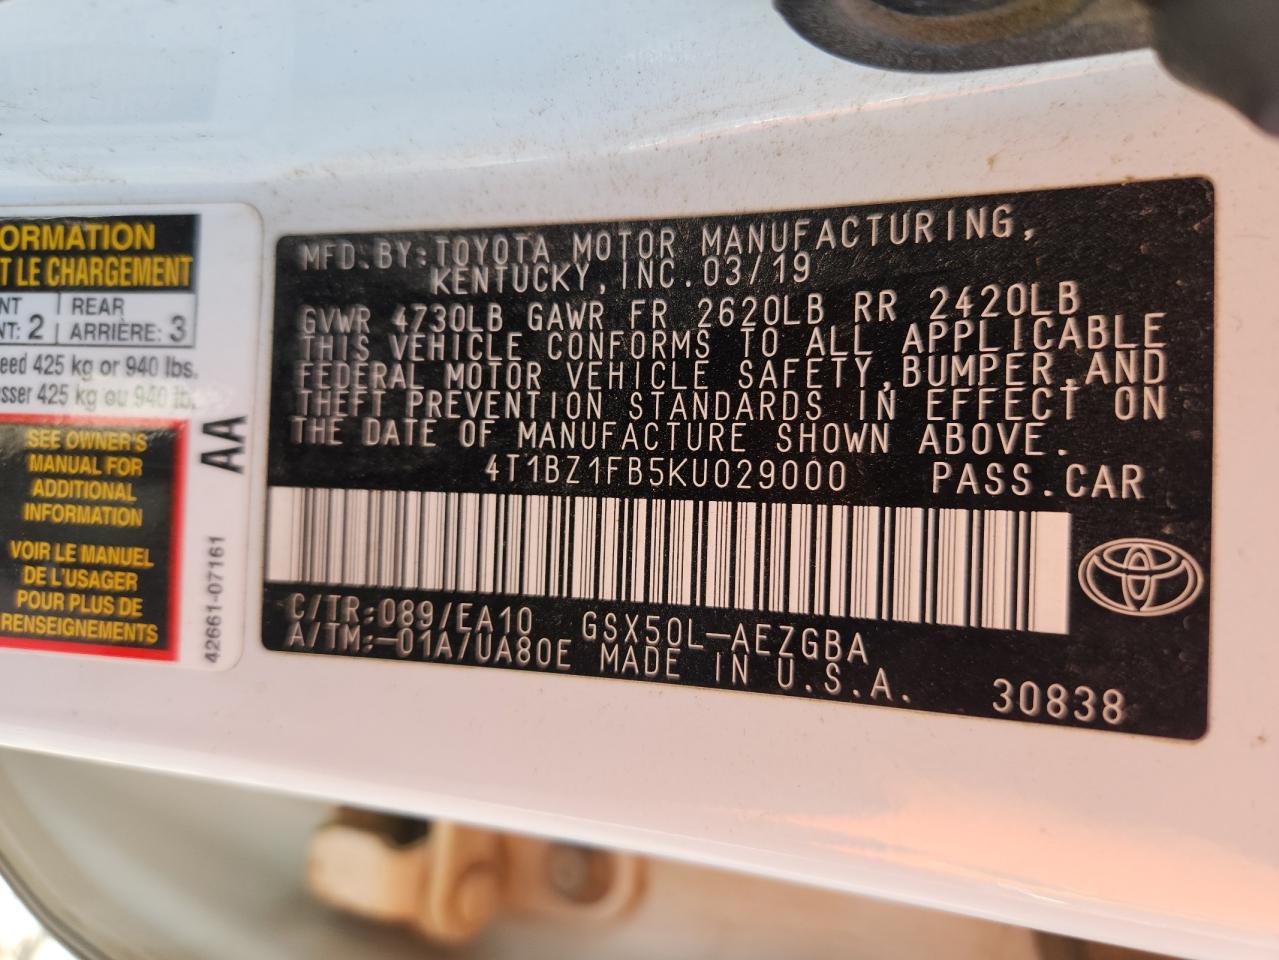 ORMATION
T LE CHARGEMENT
NT REAR
NT: 2 ARRIÈRE: 3
eed 425 kg or 940 lbs.
sser 425 kg ou 940 lb.
SEE OWNER'S
MANUAL FOR
ADDITIONAL
INFORMATION
VOIR LE MANUEL
DE L'USAGER
POUR PLUS DE
RENSEIGNEMENTS
AA
42661-07161
MFD. BY: TOYOTA MOTOR MANUFACTURING,
KENTUCKY, INC. 03/19
GVWR 4730LB GAWR FR 2620LB RR 2420LB
THIS VEHICLE CONFORMS TO ALL APPLICABLE
FEDERAL MOTOR VEHICLE SAFETY, BUMPER, AND
THEFT PREVENTION STANDARDS IN EFFECT ON
THE DATE OF MANUFACTURE SHOWN ABOVE.
4T1BZ1FB5KU029000 PASS. CAR
C/TR: 089/EA10 GSX50L-AEZGBA
A/TM: -01A/UA80E MADE IN U.S.A.
30838